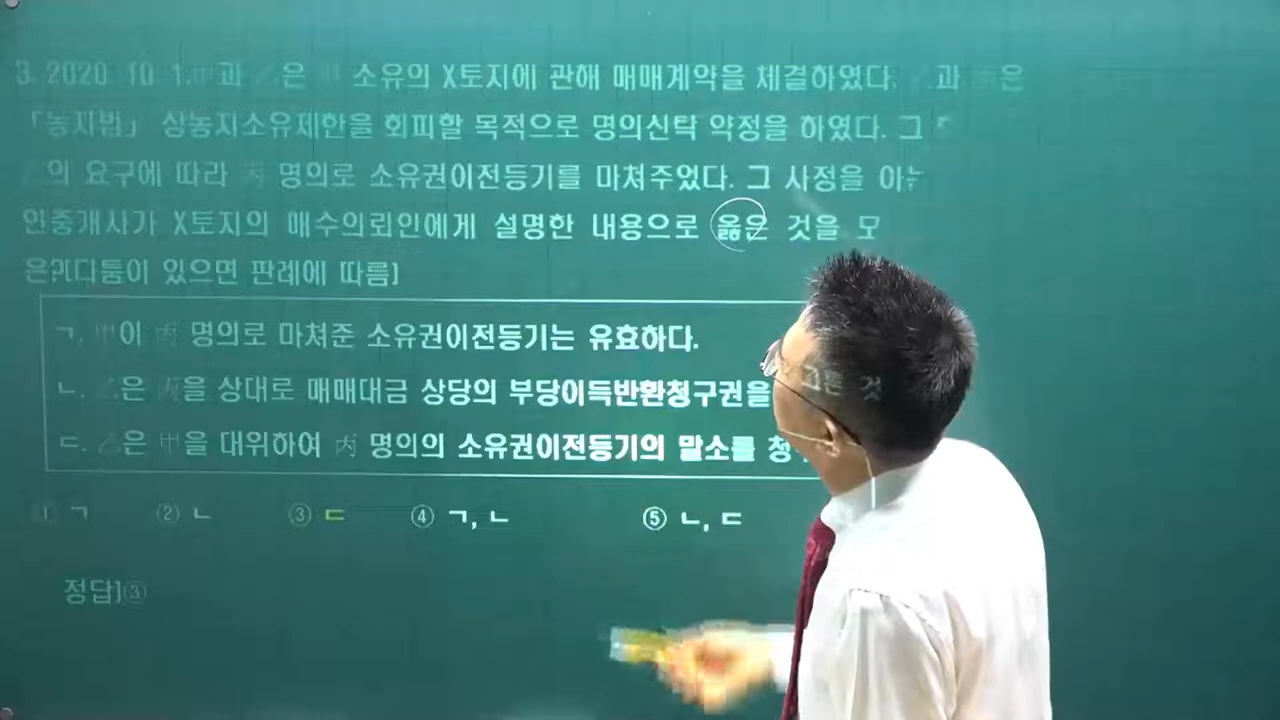 3. 2020. 10. 1. 甲과 乙은 甲 소유의 X토지에 관해 매매계약을 체결하였다. 乙과 丙은
「농지법」 상농지소유제한을 회피할 목적으로 명의신탁 약정을 하였다. 그
乙의 요구에 따라 丙 명의로 소유권이전등기를 마쳐주었다. 그 사정을 아는
인중개사가 X토지의 매수의뢰인에게 설명한 내용으로 옳은 것을 모
은?[다툼이 있으면 판례에 따름]
ㄱ. 甲이 丙 명의로 마쳐준 소유권이전등기는 유효하다.
ㄴ. 乙은 丙을 상대로 매매대금 상당의 부당이득반환청구권을
ㄷ. 乙은 甲을 대위하여 丙 명의의 소유권이전등기의 말소를 청
① ㄱ ② ㄴ ③ ㄷ ④ ㄱ, ㄴ ⑤ ㄴ, ㄷ
정답]③